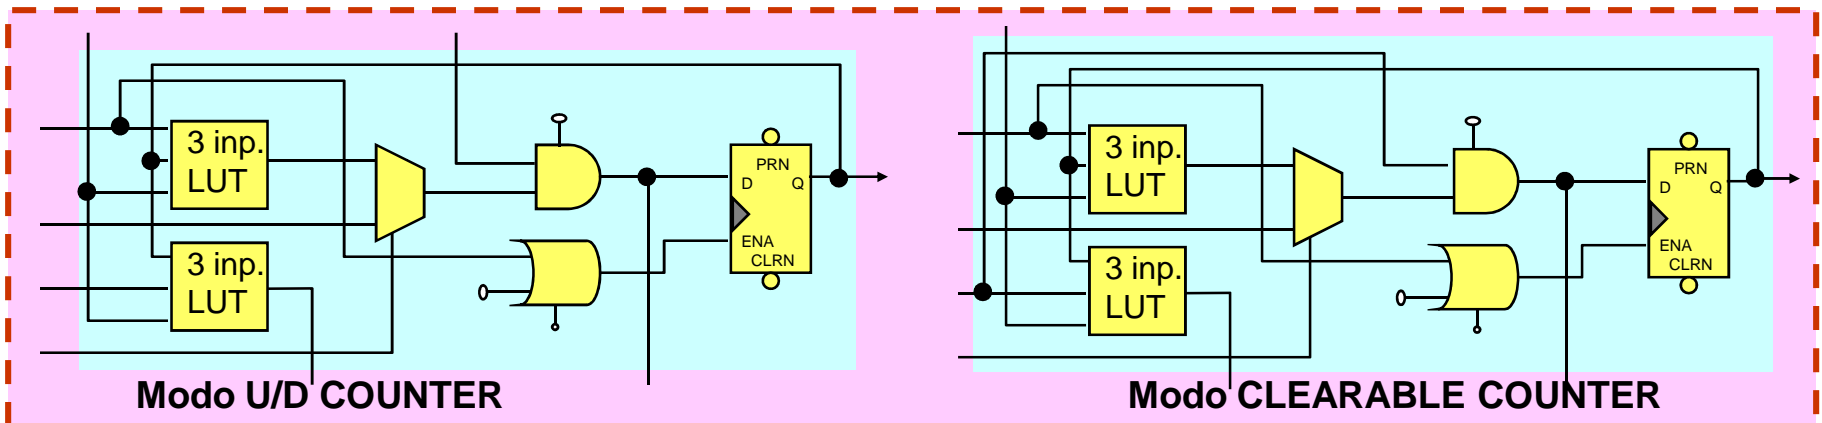 3 inp.
LUT
PRN
D
Q
ENA
CLRN
3 inp.
LUT
Modo U/D COUNTER
3 inp.
LUT
PRN
D
Q
ENA
CLRN
3 inp.
LUT
Modo CLEARABLE COUNTER